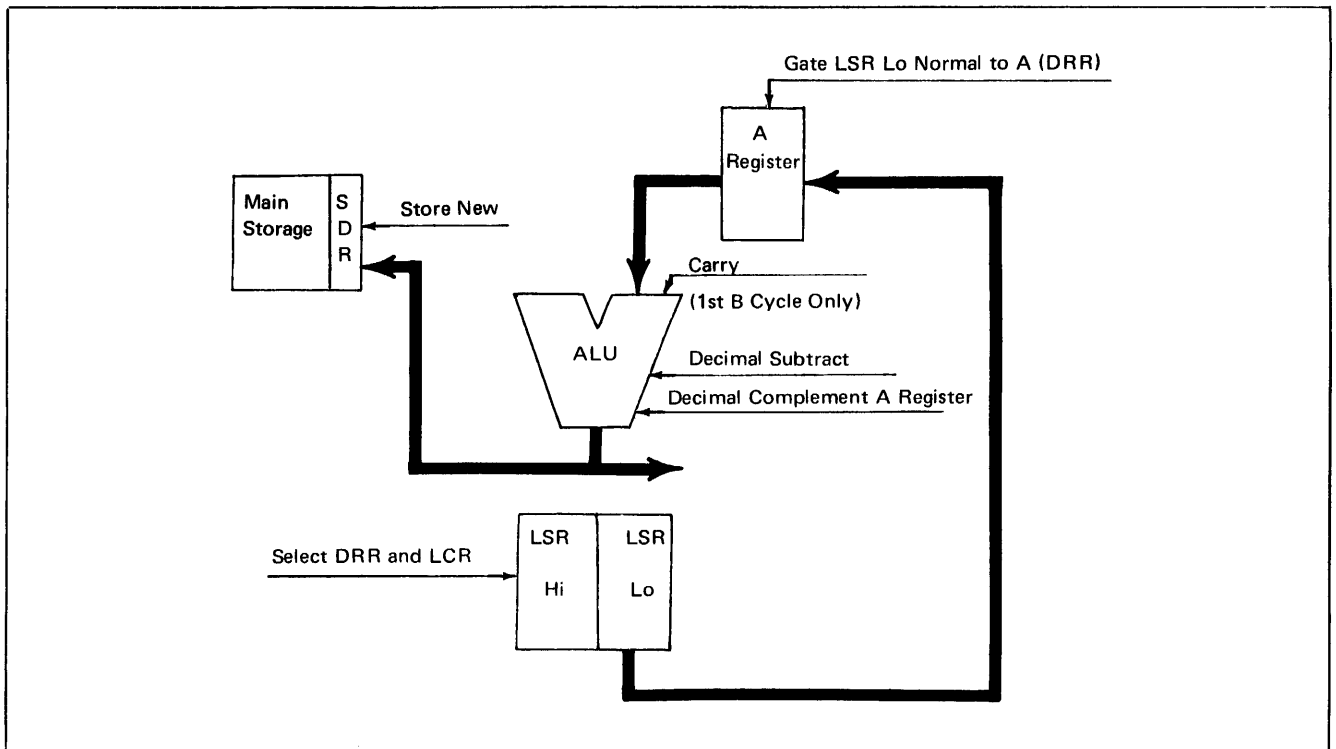 Gate LSR Lo Normal to A (DRR)
A
Register
Main
Storage
S
D
R
Store New
Carry
(1st B Cycle Only)
ALU
Decimal Subtract
Decimal Complement A Register
Select DRR and LCR
LSR
Hi
LSR
Lo